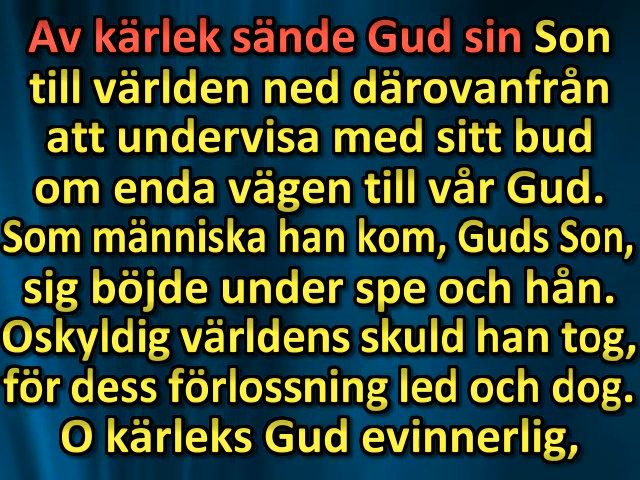 Av kärlek sände Gud sin Son
till världen ned därovanfrån
att undervisa med sitt bud
om enda vägen till vår Gud.
Som människa han kom, Guds Son,
sig böjde under spe och hån.
Oskyldig världens skuld han tog,
för dess förlossning led och dog.
O kärleks Gud evinnerlig,